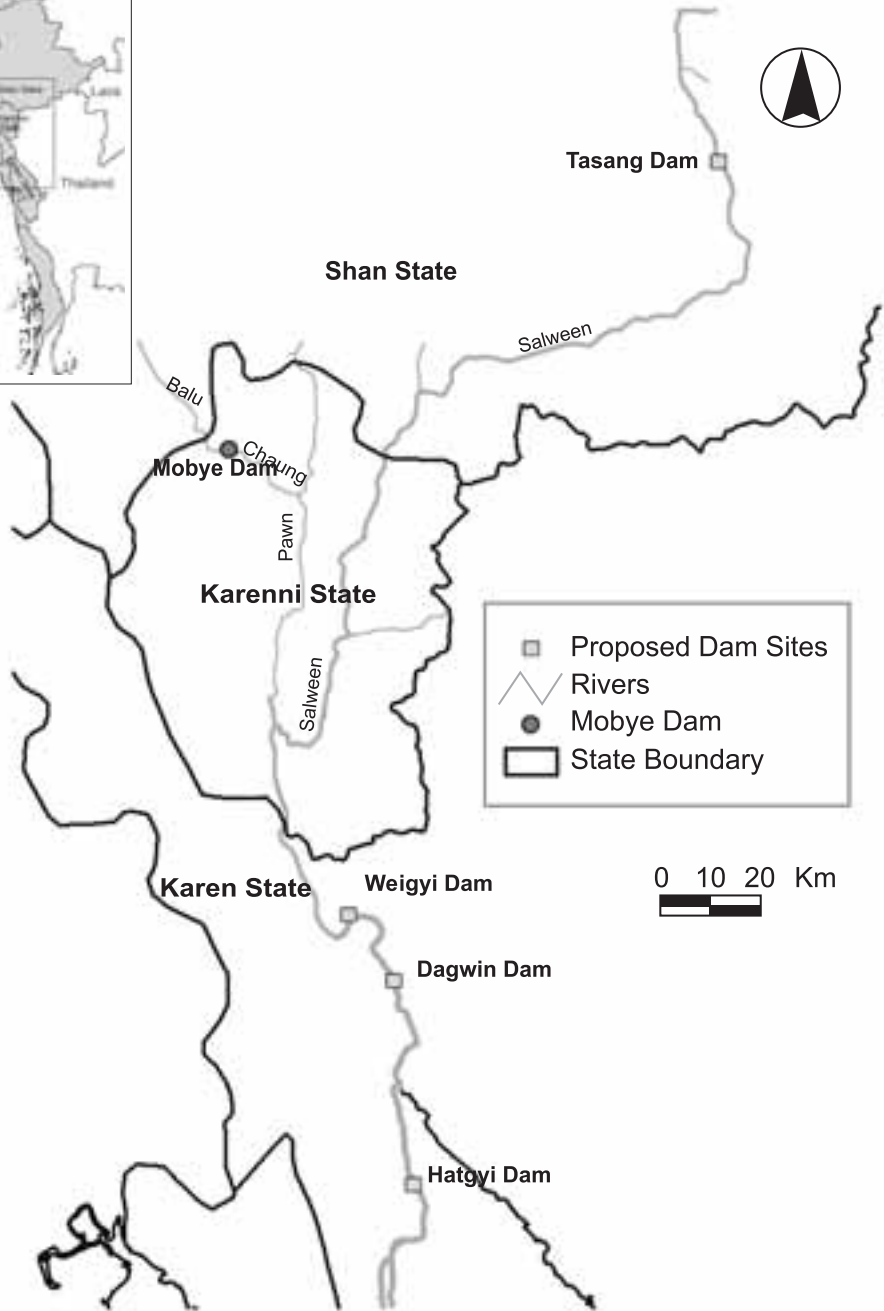 Laos
Thailand
Tasang Dam
Shan State
Salween
Balu
Chaung
Mobye Dam
Pawn
Karenni State
Salween
Proposed Dam Sites
Rivers
Mobye Dam
State Boundary
0 10 20 Km
Karen State
Weigyi Dam
Dagwin Dam
Hatgyi Dam